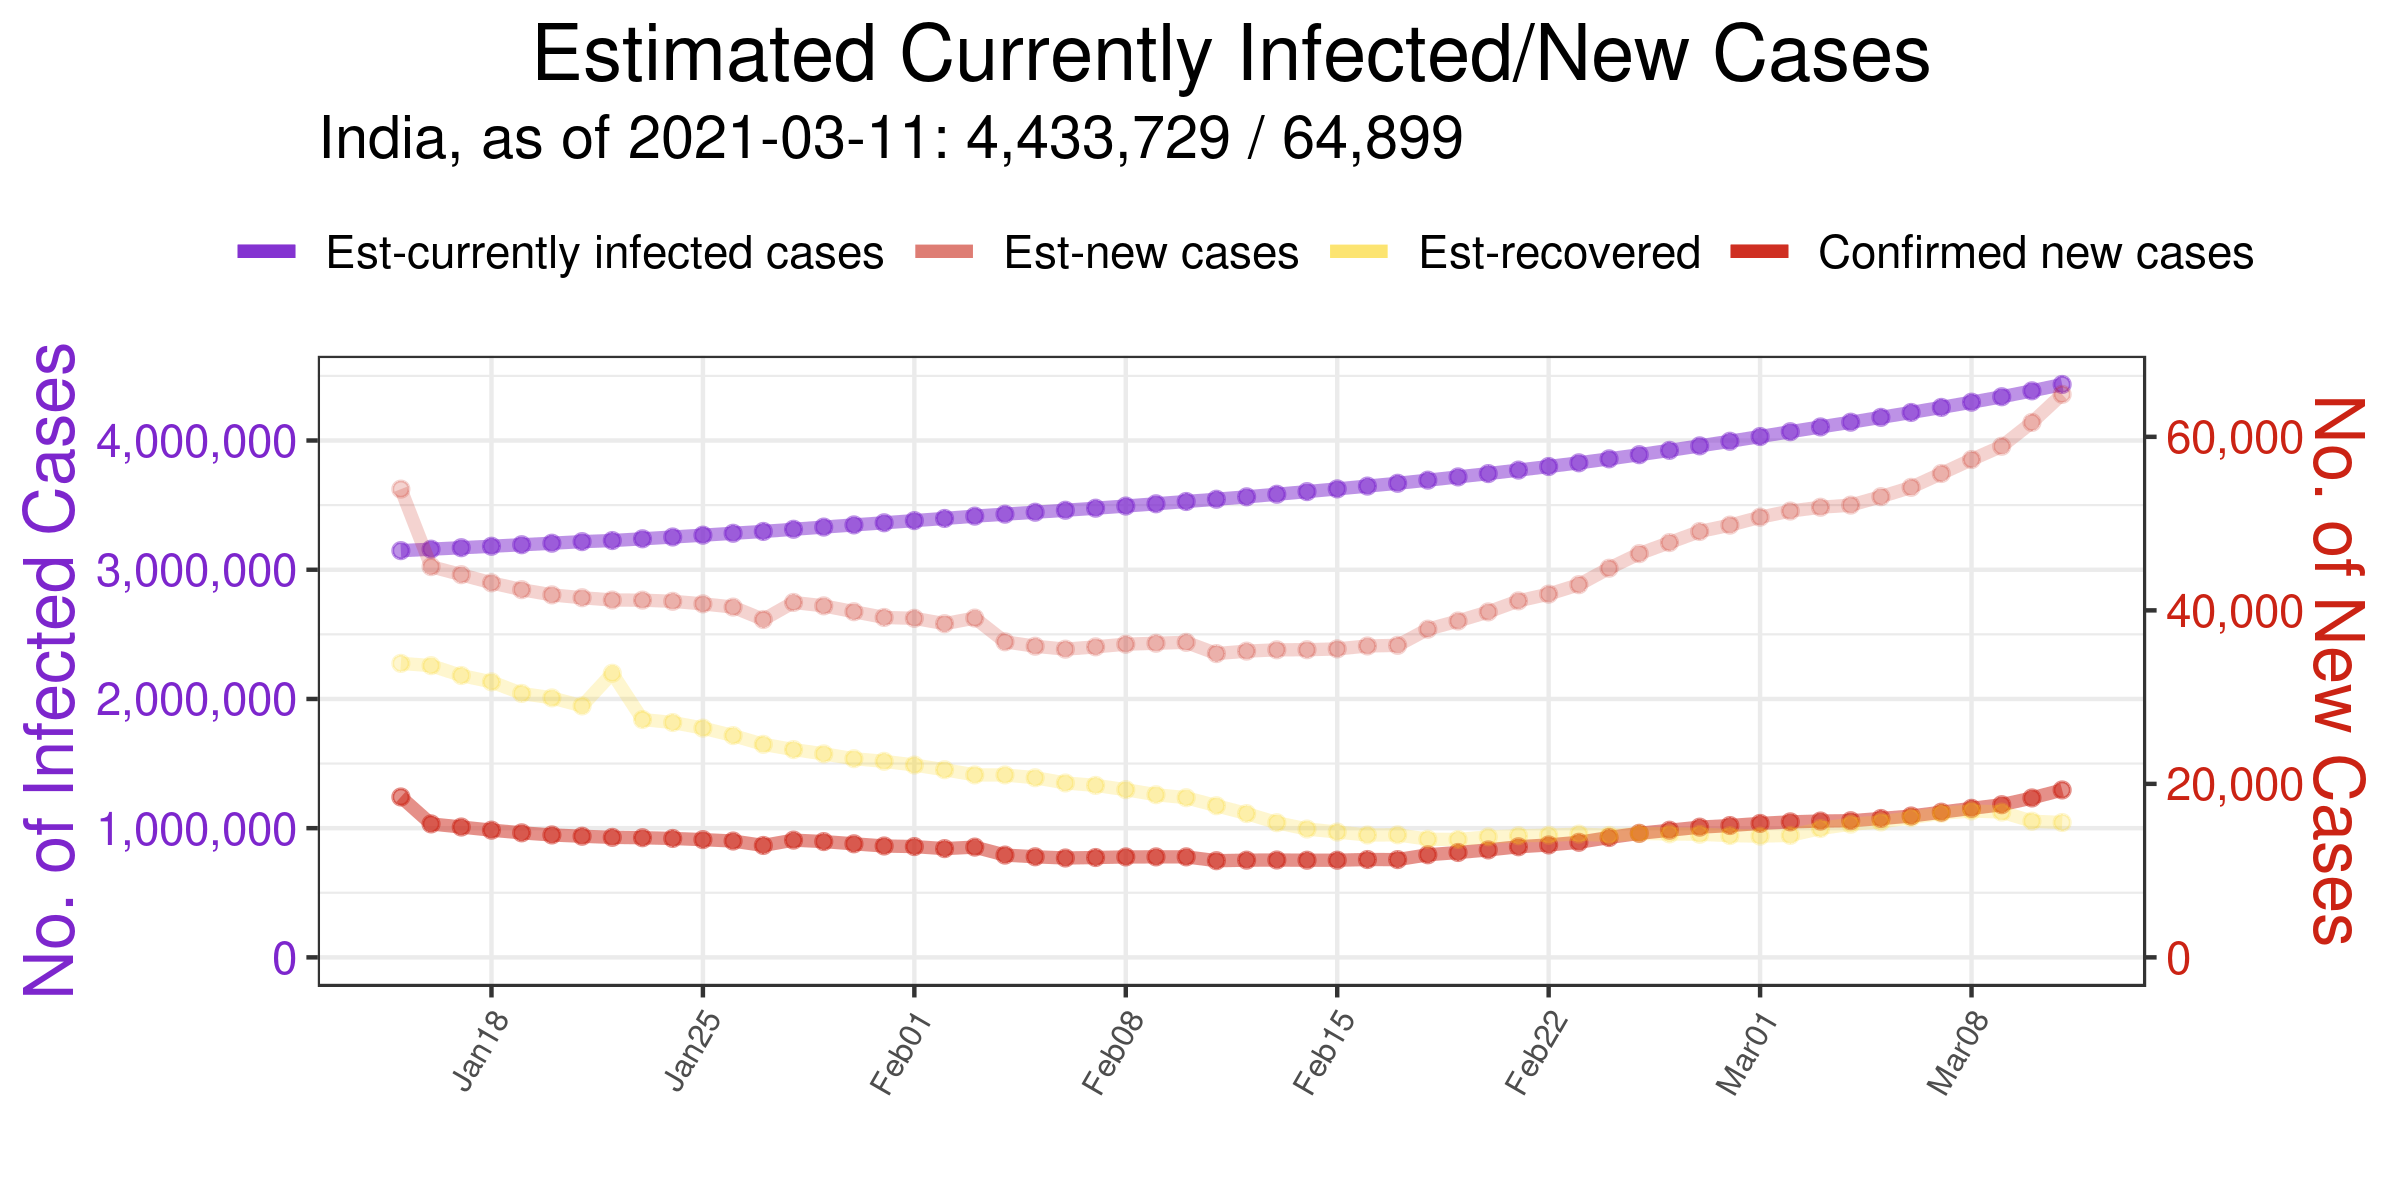 Estimated Currently Infected/New Cases
India, as of 2021-03-11: 4,433,729 / 64,899
Est-currently infected cases Est-new cases Est-recovered Confirmed new cases
No. of Infected Cases
4,000,000
3,000,000
2,000,000
1,000,000
0
60,000
40,000
20,000
0
No. of New Cases
Jan18 Jan25 Feb01 Feb08 Feb15 Feb22 Mar01 Mar08